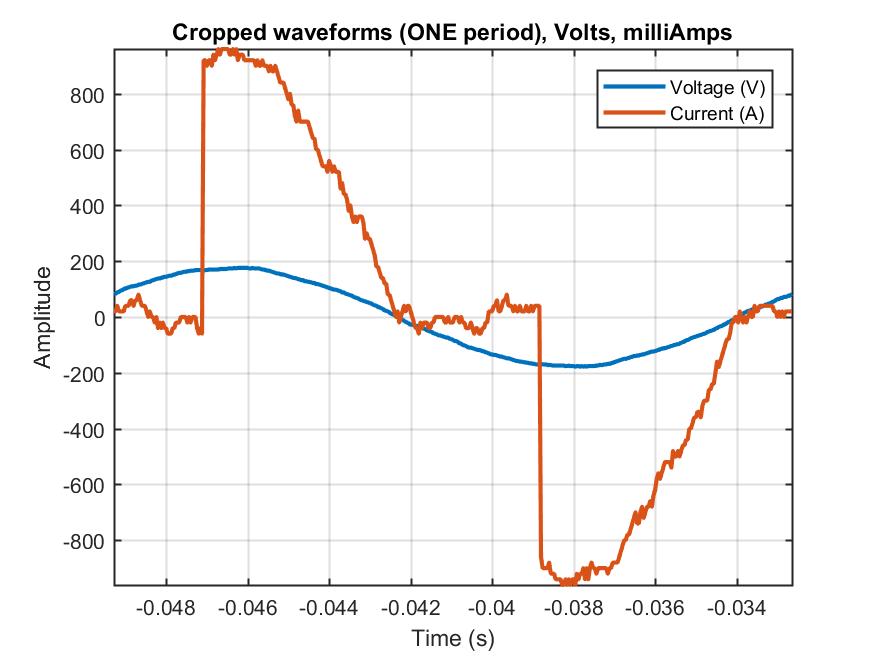 Cropped waveforms (ONE period), Volts, milliAmps
Voltage (V)
Current (A)
800
600
400
200
0
-200
-400
-600
-800
Amplitude
-0.048 -0.046 -0.044 -0.042 -0.04 -0.038 -0.036 -0.034
Time (s)